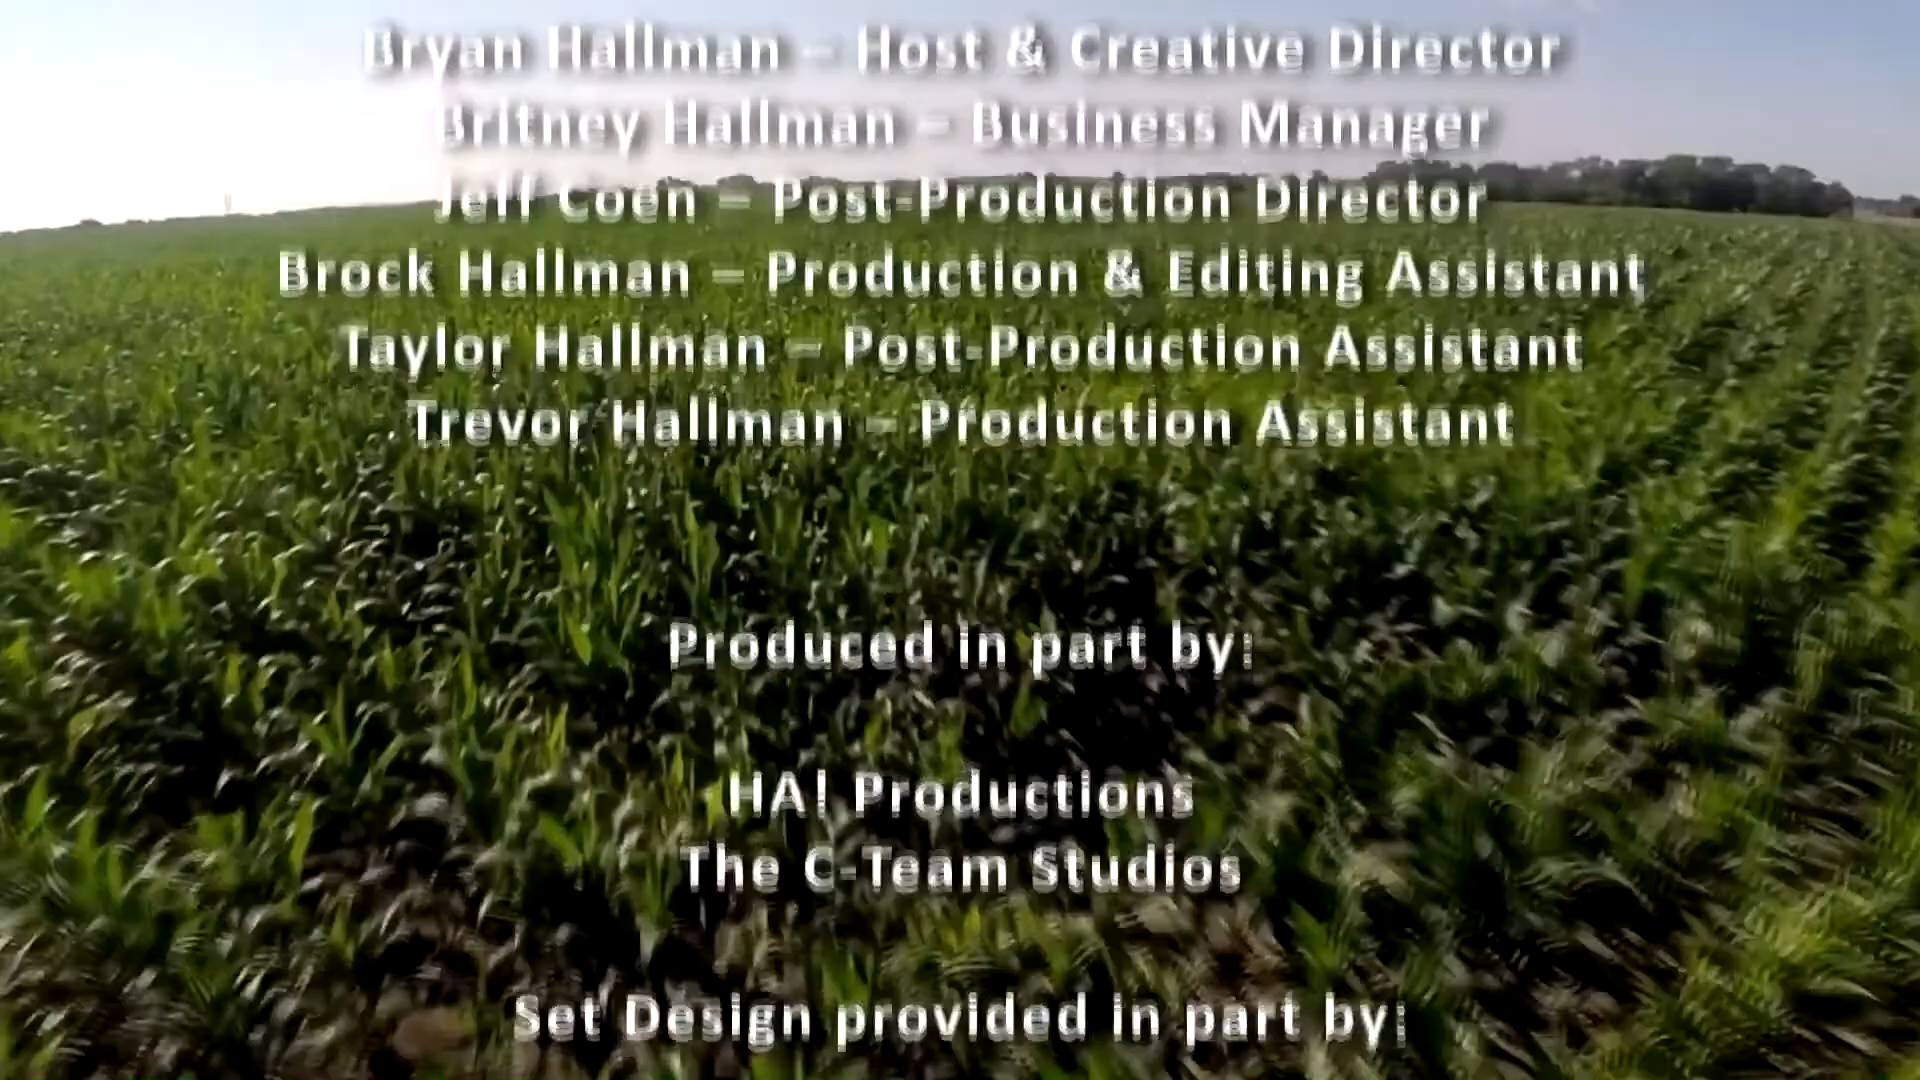 Bryan Hallman – Host & Creative Director
Britney Hallman – Business Manager
Jeff Coen – Post-Production Director
Brock Hallman – Production & Editing Assistant
Taylor Hallman – Post-Production Assistant
Trevor Hallman – Production Assistant
Produced in part by:
HA! Productions
The C-Team Studios
Set Design provided in part by: